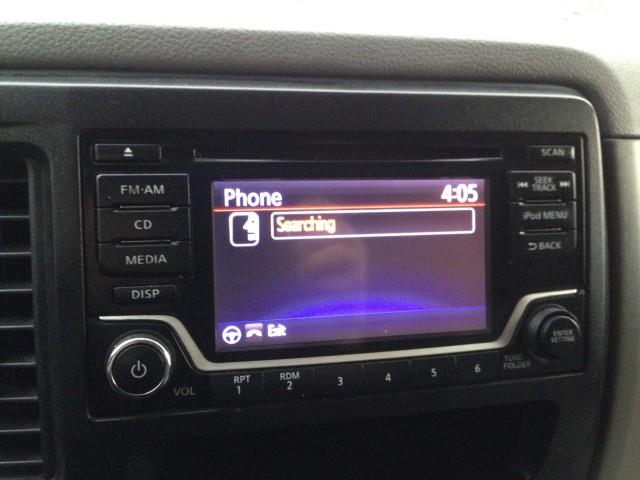 SCAN
FM·AM
CD
MEDIA
DISP
Phone 4:05
4
Searching
Exit
SEEK
TRACK
iPod MENU
BACK
VOL
RPT
1
RDM
2
3
4
5
6
TUNE
FOLDER
ENTER
SETTING